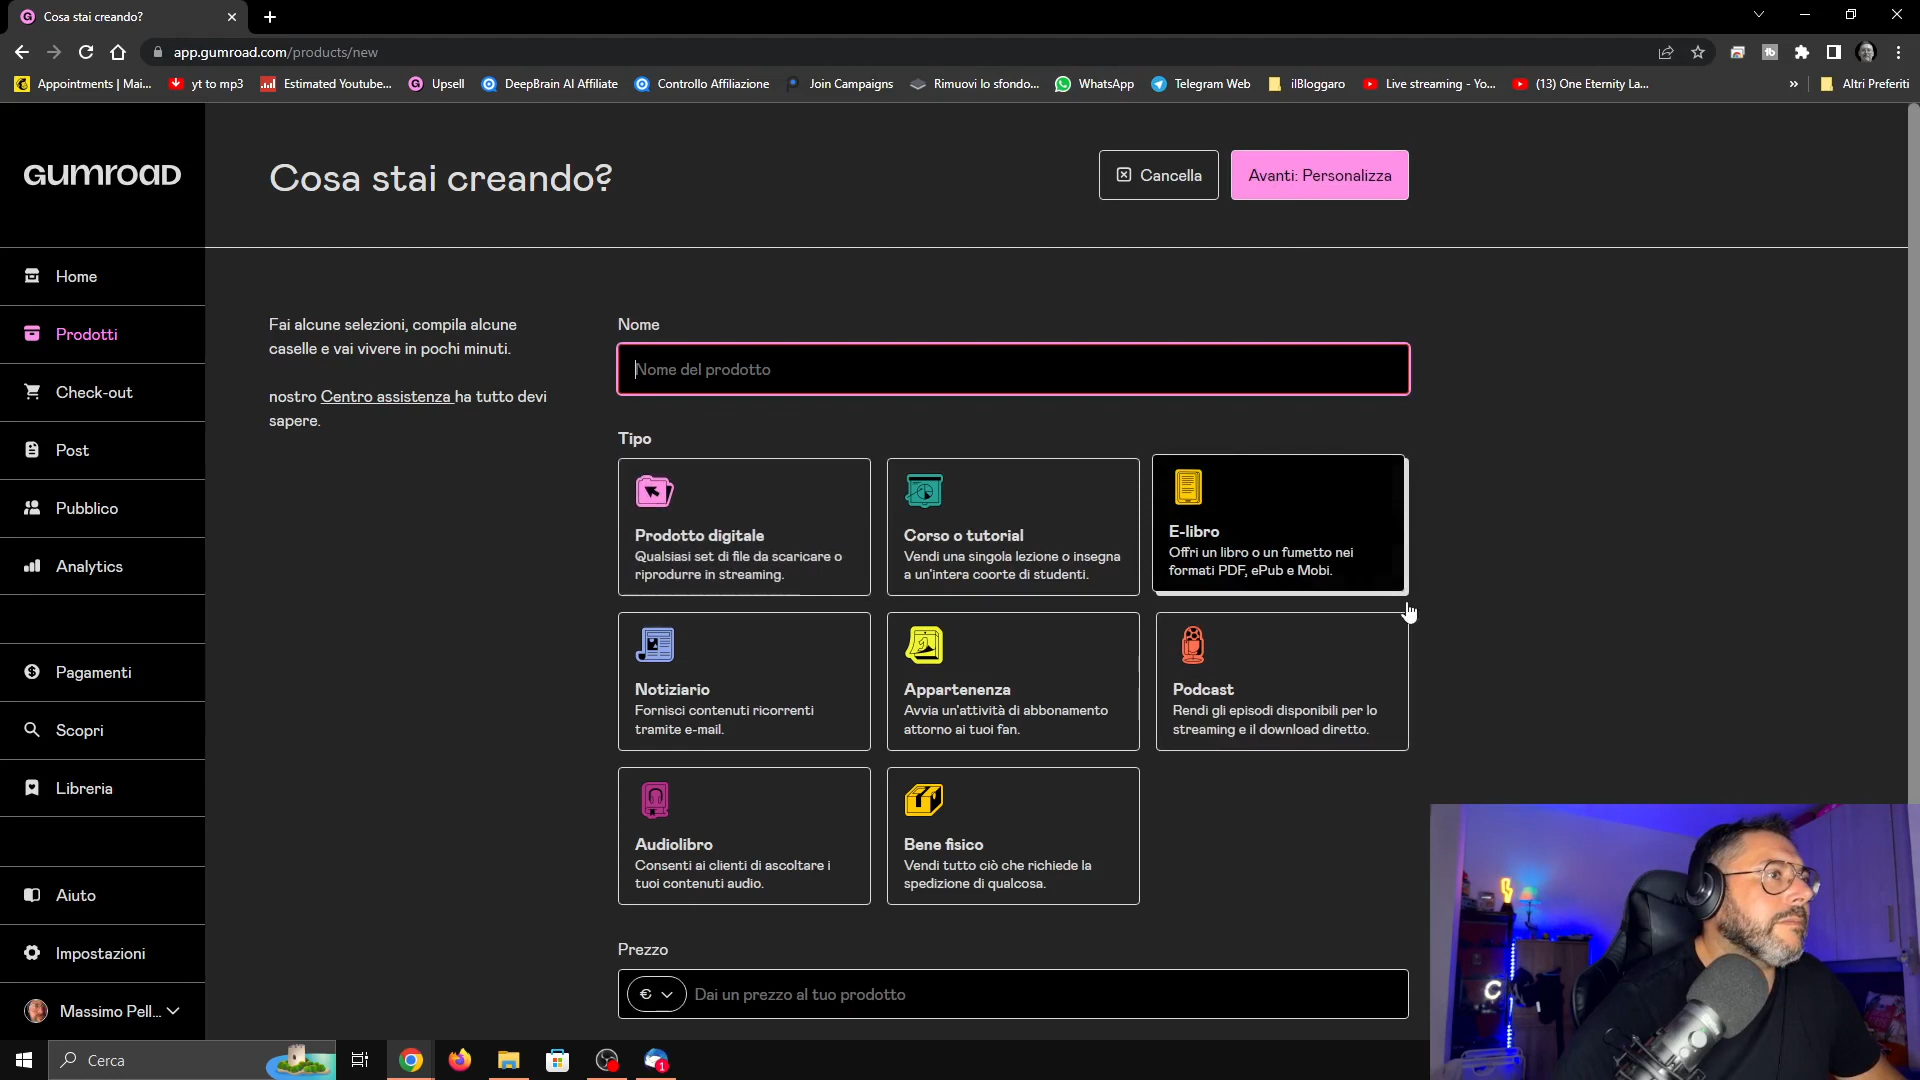 Cosa stai creando?
app.gumroad.com/products/new
Appointments | Mai...
yt to mp3
Estimated Youtube...
Upsell
DeepBrain AI Affiliate
Controllo Affiliazione
Join Campaigns
Rimuovi lo sfondo...
WhatsApp
Telegram Web
ilBloggaro
Live streaming - Yo...
(13) One Eternity La...
»
Altri Preferiti
GUMROAD
Cosa stai creando?
Cancella
Avanti: Personalizza
Home
Prodotti
Check-out
Post
Pubblico
Analytics
Pagamenti
Scopri
Libreria
Aiuto
Impostazioni
Massimo Pell...
Fai alcune selezioni, compila alcune
caselle e vai vivere in pochi minuti.
nostro Centro assistenza ha tutto devi
sapere.
Nome
Nome del prodotto
Tipo
Prodotto digitale
Qualsiasi set di file da scaricare o
riprodurre in streaming.
Corso o tutorial
Vendi una singola lezione o insegna
a un'intera coorte di studenti.
E-libro
Offri un libro o un fumetto nei
formati PDF, ePub e Mobi.
Notiziario
Fornisci contenuti ricorrenti
tramite e-mail.
Appartenenza
Avvia un'attività di abbonamento
attorno ai tuoi fan.
Podcast
Rendi gli episodi disponibili per lo
streaming e il download diretto.
Audiolibro
Consenti ai clienti di ascoltare i
tuoi contenuti audio.
Bene fisico
Vendi tutto ciò che richiede la
spedizione di qualcosa.
Prezzo
€
Dai un prezzo al tuo prodotto
Cerca
1